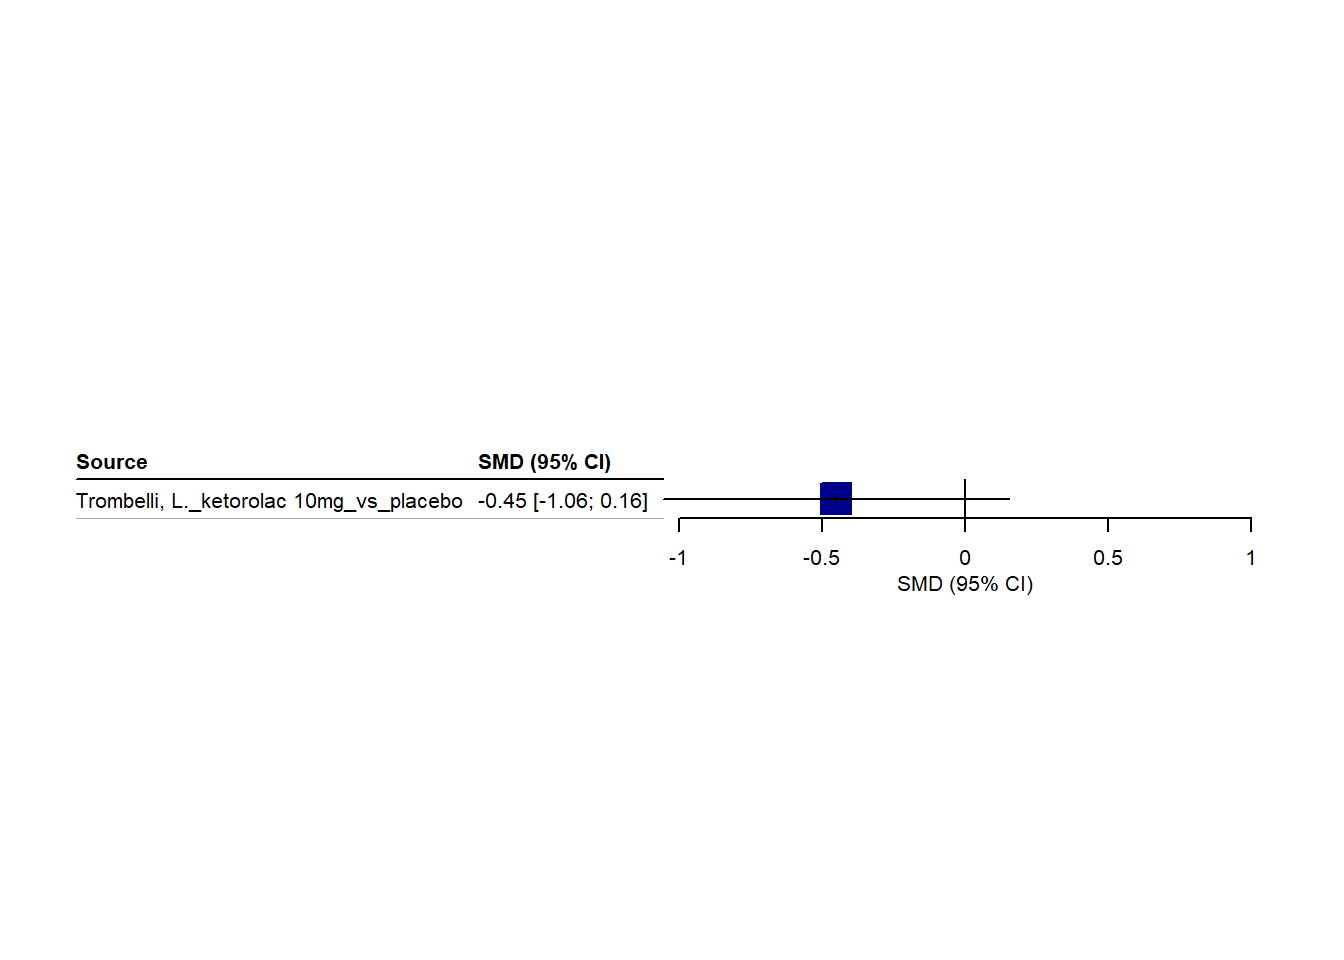 Source SMD (95% CI)
Trombelli, L._ketorolac 10mg_vs_placebo -0.45 [-1.06; 0.16]
-1 -0.5 0 0.5 1
SMD (95% CI)